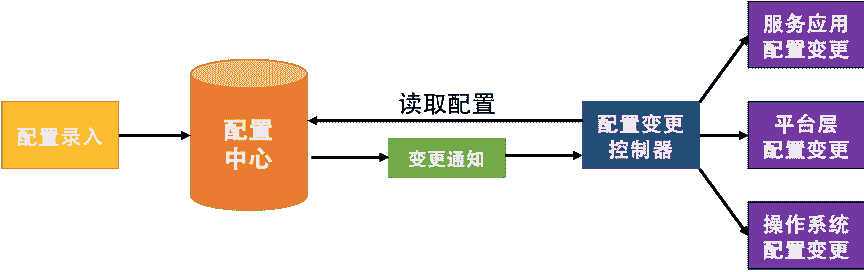 配置录入
配置
中心
读取配置
变更通知
配置变更
控制器
服务应用
配置变更
平台层
配置变更
操作系统
配置变更